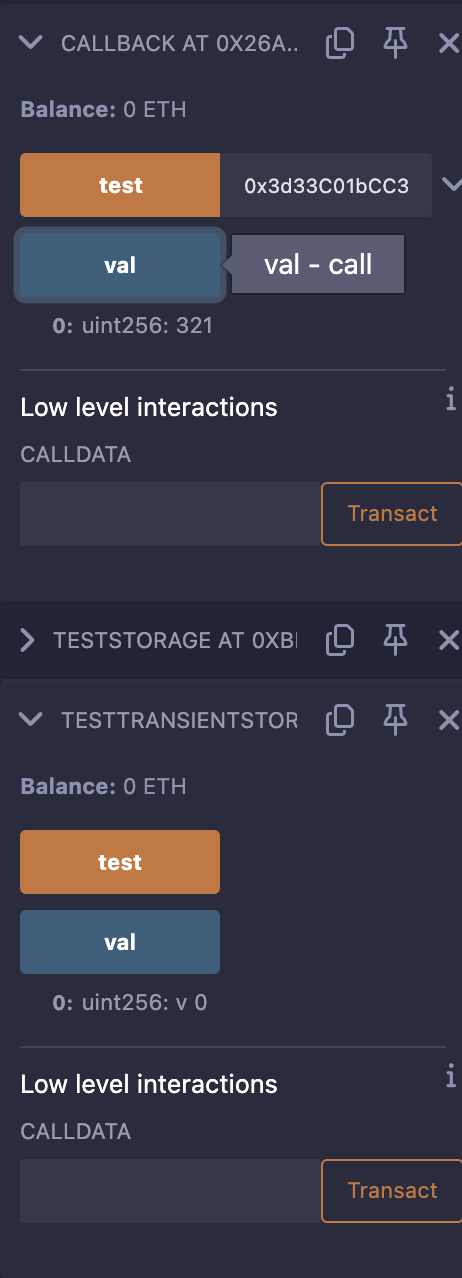 CALLBACK AT 0X26A..
Balance: 0 ETH
test 0x3d33C01bCC3
val val - call
0: uint256: 321
Low level interactions
CALLDATA
Transact
TESTSTORAGE AT 0XB
TESTTRANSIENTSTOR
Balance: 0 ETH
test
val
0: uint256: v 0
Low level interactions
CALLDATA
Transact